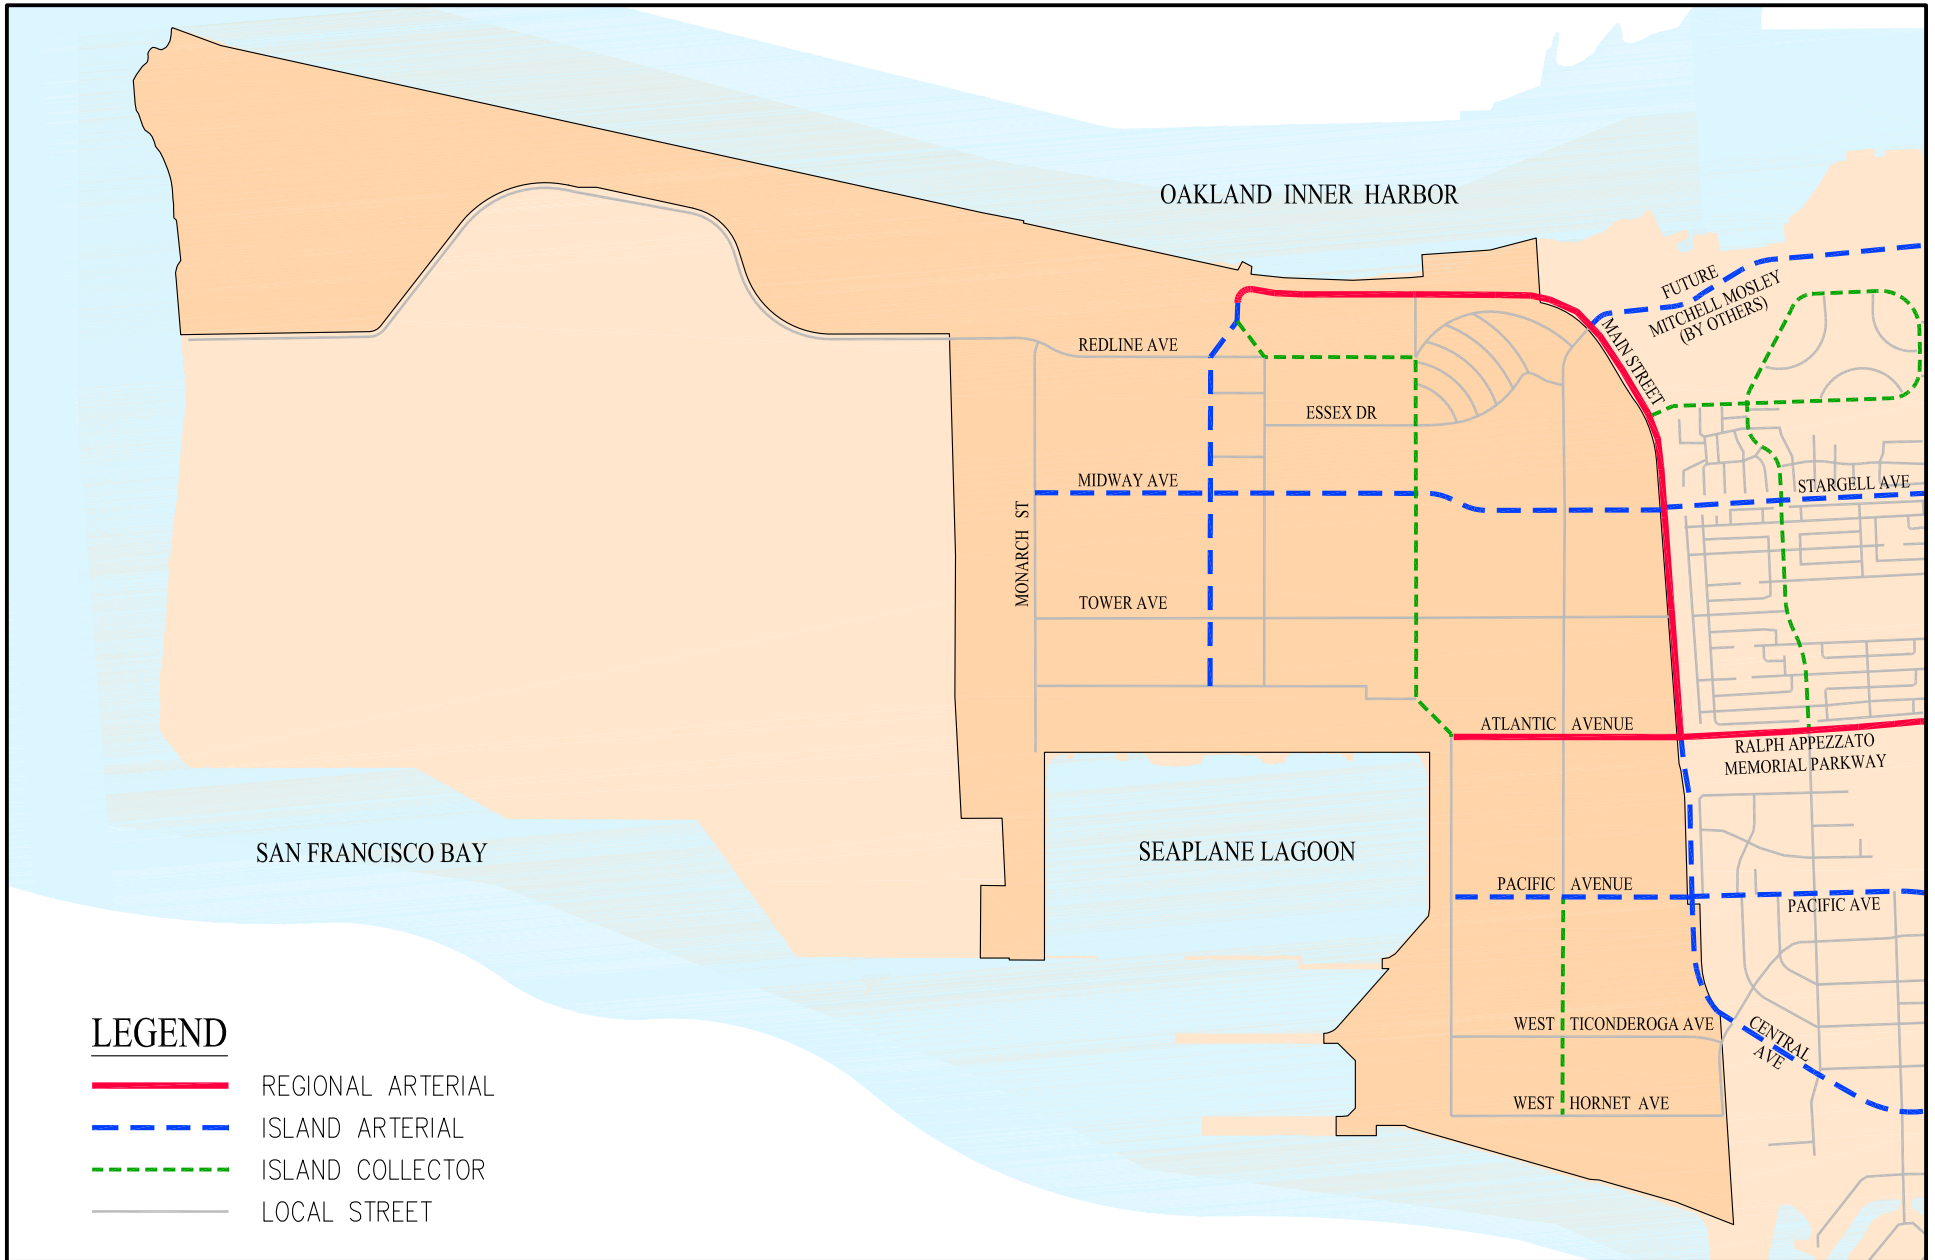 OAKLAND INNER HARBOR
FUTURE
MITCHELL MOSLEY
(BY OTHERS)
MAIN STREET
REDLINE AVE
ESSEX DR
MIDWAY AVE
STARGELL AVE
MONARCH ST
TOWER AVE
ATLANTIC AVENUE
RALPH APPEZZATO
MEMORIAL PARKWAY
SAN FRANCISCO BAY
SEAPLANE LAGOON
PACIFIC AVENUE
PACIFIC AVE
WEST TICONDEROGA AVE
CENTRAL
AVE
WEST HORNET AVE
LEGEND
REGIONAL ARTERIAL
ISLAND ARTERIAL
ISLAND COLLECTOR
LOCAL STREET